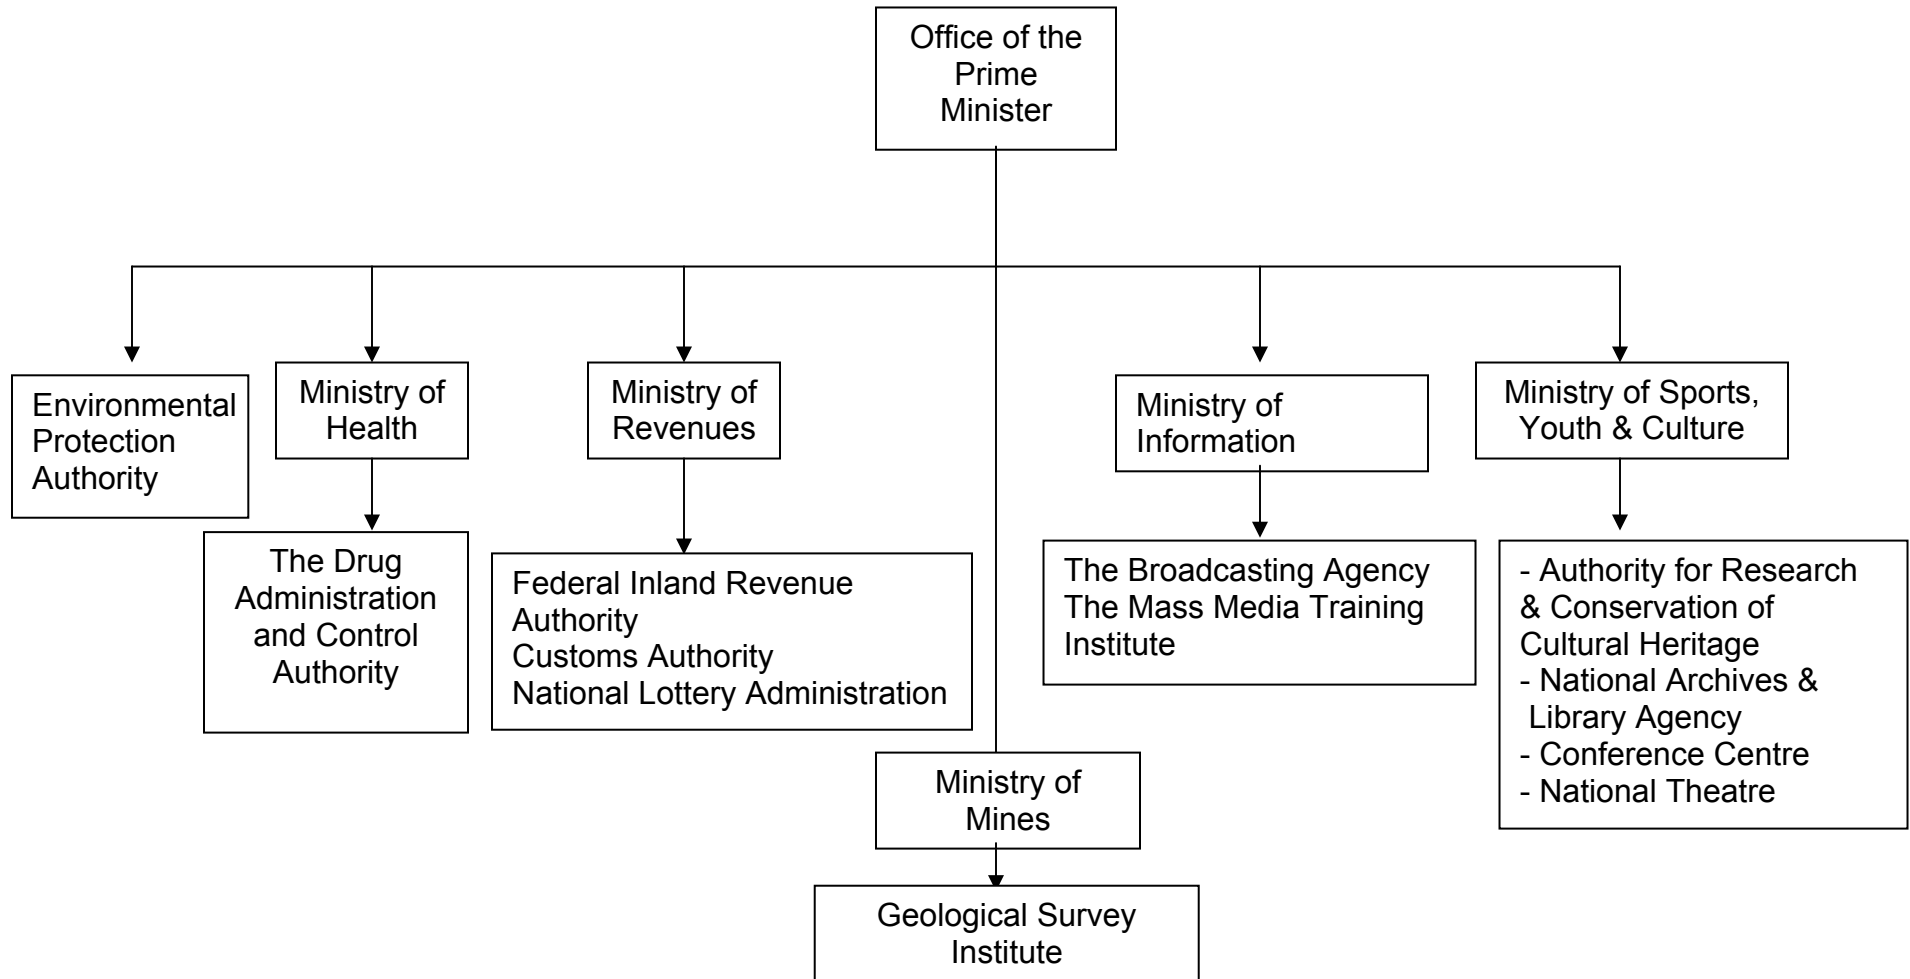 Office of the
Prime
Minister
Environmental
Protection
Authority
Ministry of
Health
Ministry of
Revenues
Ministry of
Information
Ministry of Sports,
Youth & Culture
The Drug
Administration
and Control
Authority
Federal Inland Revenue
Authority
Customs Authority
National Lottery Administration
The Broadcasting Agency
The Mass Media Training
Institute
- Authority for Research
& Conservation of
Cultural Heritage
- National Archives &
Library Agency
- Conference Centre
- National Theatre
Ministry of
Mines
Geological Survey
Institute